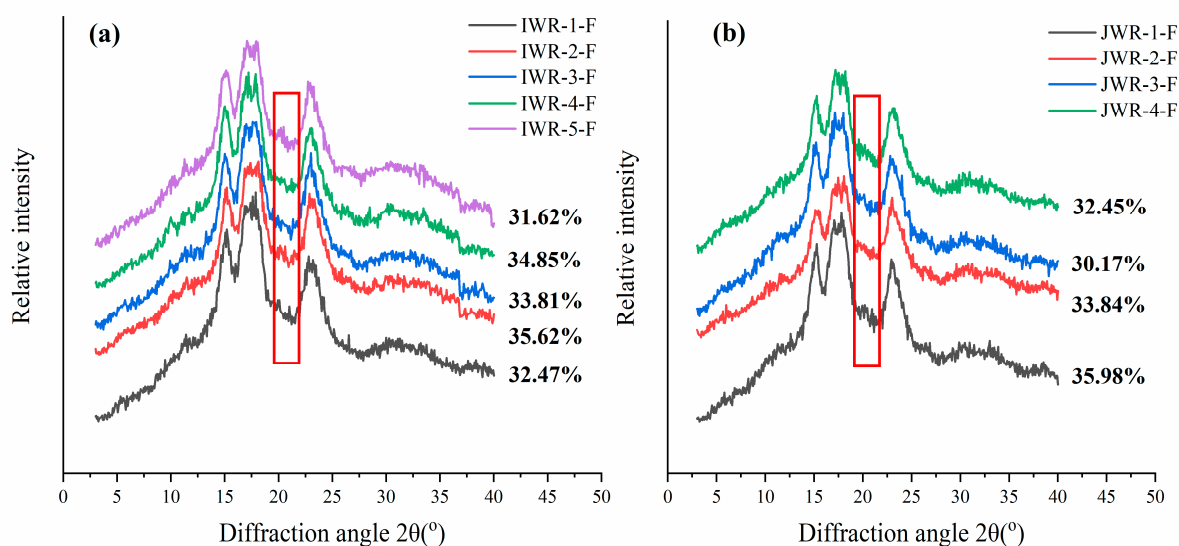 (a)
IWR-1-F
IWR-2-F
IWR-3-F
IWR-4-F
IWR-5-F
31.62%
34.85%
33.81%
35.62%
32.47%
Relative intensity
0 5 10 15 20 25 30 35 40 45 50
Diffraction angle 2θ(°)
(b)
JWR-1-F
JWR-2-F
JWR-3-F
JWR-4-F
32.45%
30.17%
33.84%
35.98%
Relative intensity
0 5 10 15 20 25 30 35 40 45 50
Diffraction angle 2θ(°)